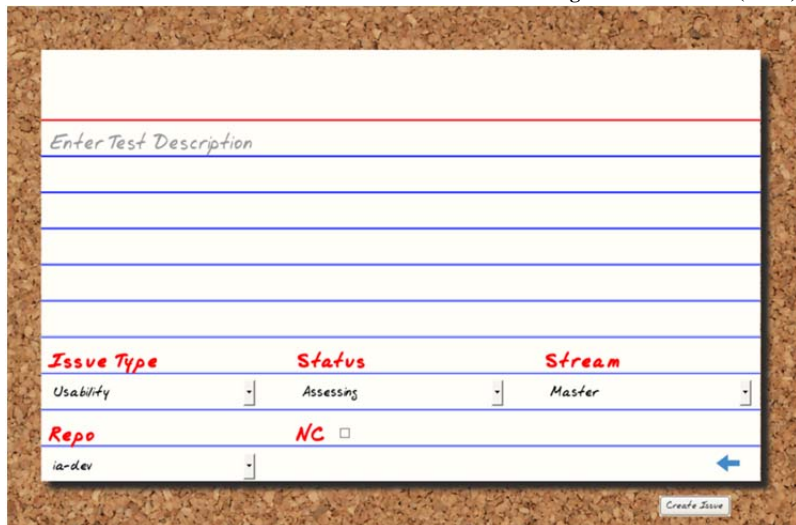 Enter Test Description
Issue Type Status Stream
Usability Assessing Master
Repo NC
ia-dev
Create Issue